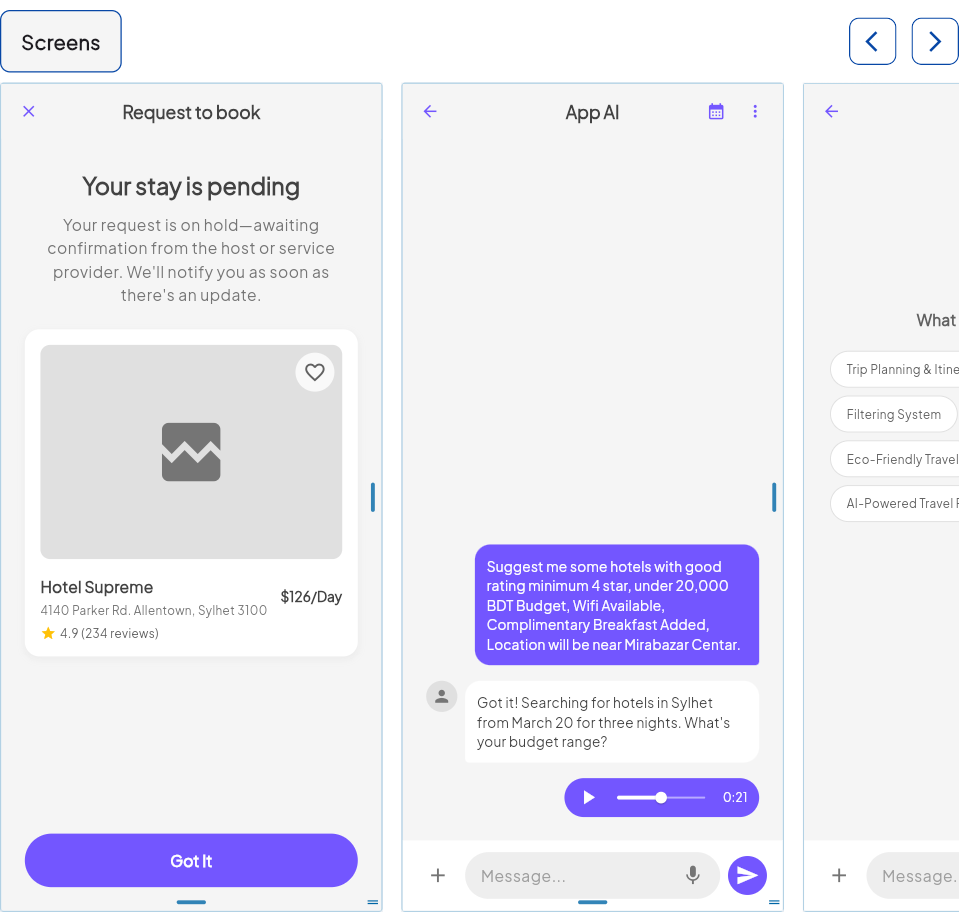 Screens
Request to book
Your stay is pending
Your request is on hold—awaiting
confirmation from the host or service
provider. We'll notify you as soon as
there's an update.
Hotel Supreme
4140 Parker Rd. Allentown, Sylhet 3100
$126/Day
4.9 (234 reviews)
Got It
App AI
Suggest me some hotels with good
rating minimum 4 star, under 20,000
BDT Budget, Wifi Available,
Complimentary Breakfast Added,
Location will be near Mirabazar Centar.
Got it! Searching for hotels in Sylhet
from March 20 for three nights. What's
your budget range?
0:21
Message...
What
Trip Planning & Itine
Filtering System
Eco-Friendly Travel
AI-Powered Travel
Message.